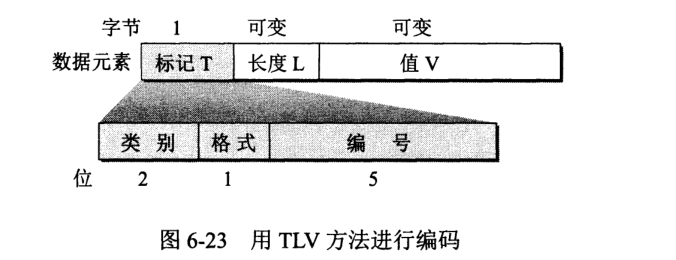 字节 1 可变 可变
数据元素 标记 T 长度 L 值 V
类 别 格 式 编 号
位 2 1 5
图 6-23 用 TLV 方法进行编码